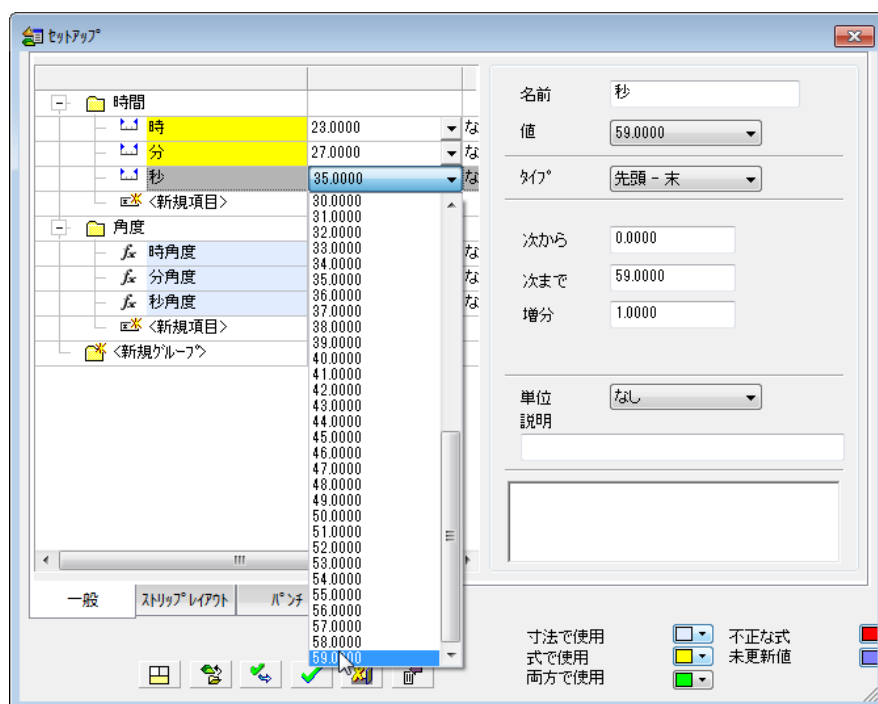 ｾｯﾄｱｯﾌﾟ
時間
時 23.0000 な
分 27.0000 な
秒 35.0000 な
<新規項目>
角度
時角度 な
分角度 な
秒角度 な
<新規項目>
<新規ｸﾞﾙｰﾌﾟ>
30.0000
31.0000
32.0000
33.0000
34.0000
35.0000
36.0000
37.0000
38.0000
39.0000
40.0000
41.0000
42.0000
43.0000
44.0000
45.0000
46.0000
47.0000
48.0000
49.0000
50.0000
51.0000
52.0000
53.0000
54.0000
55.0000
56.0000
57.0000
58.0000
59.0000
名前 秒
値 59.0000
ﾀｲﾌﾟ 先頭 - 末
次から 0.0000
次まで 59.0000
増分 1.0000
単位 なし
説明
一般 ｽﾄﾘｯﾌﾟﾚｲｱｳﾄ ﾊﾟﾝﾁ
寸法で使用 不正な式
式で使用 未更新値
両方で使用